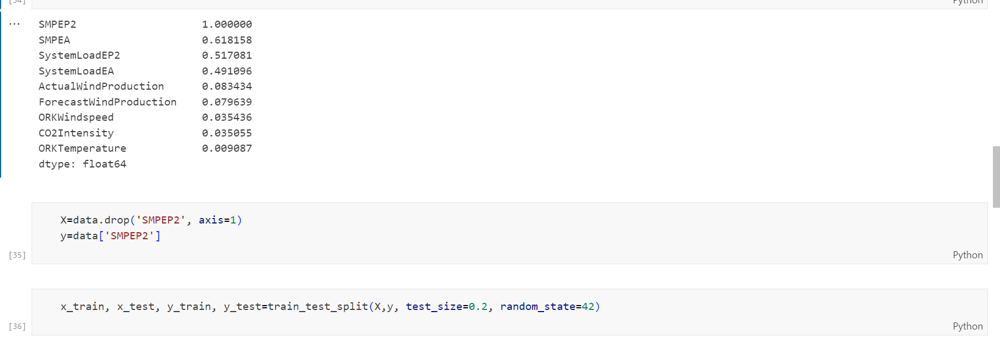 [34]
Python
... SMPEP2 1.000000
SMPEA 0.618158
SystemLoadEP2 0.517081
SystemLoadEA 0.491096
ActualWindProduction 0.083434
ForecastWindProduction 0.079639
ORKWindspeed 0.035436
CO2Intensity 0.035055
ORKTemperature 0.009087
dtype: float64
X=data.drop('SMPEP2', axis=1)
y=data['SMPEP2']
[35]
Python
x_train, x_test, y_train, y_test=train_test_split(X,y, test_size=0.2, random_state=42)
[36]
Python